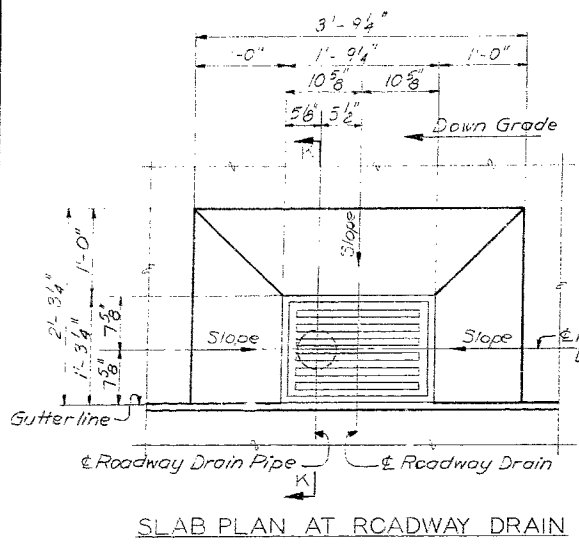 3'-9¼"
1'-0" 1'-9¼" 1'-0"
10⅝" 10⅝"
5⅛" 5½"
K
Down Grade
Slope
2'-3¼"
1'-0"
1'-3¼"
7⅝"
7⅝"
Slope
Slope
℄
Gutter line
℄ Roadway Drain Pipe
℄ Roadway Drain
K
SLAB PLAN AT ROADWAY DRAIN